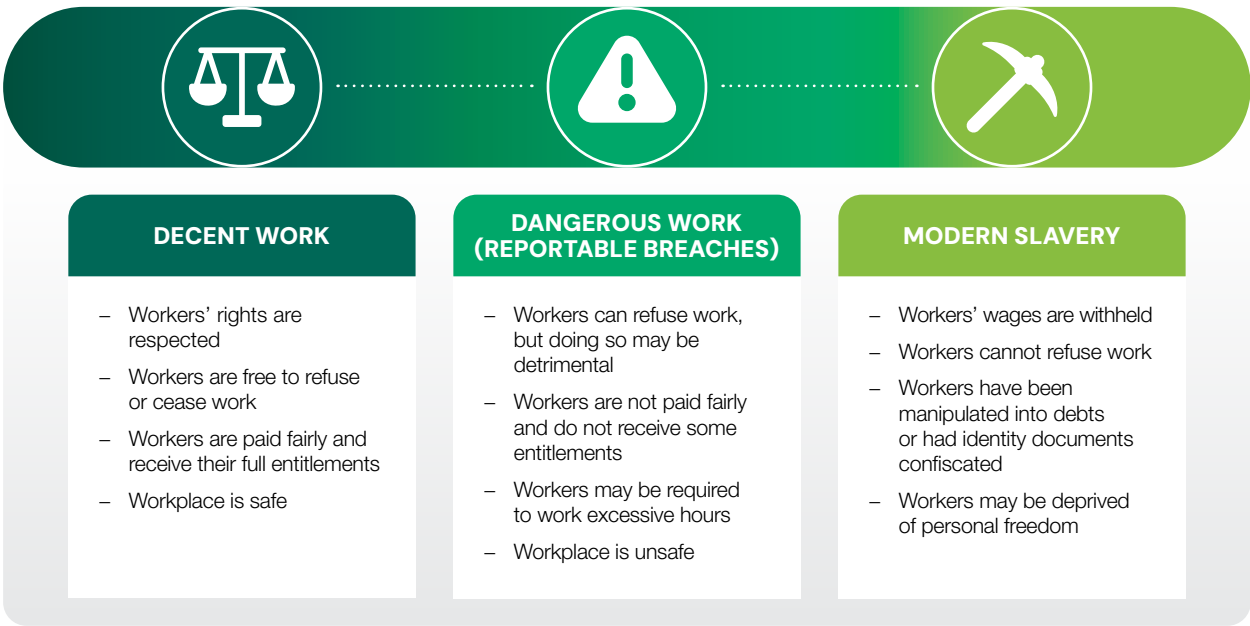 DECENT WORK
– Workers’ rights are
respected
– Workers are free to refuse
or cease work
– Workers are paid fairly and
receive their full entitlements
– Workplace is safe
DANGEROUS WORK
(REPORTABLE BREACHES)
– Workers can refuse work,
but doing so may be
detrimental
– Workers are not paid fairly
and do not receive some
entitlements
– Workers may be required
to work excessive hours
– Workplace is unsafe
MODERN SLAVERY
– Workers’ wages are withheld
– Workers cannot refuse work
– Workers have been
manipulated into debts
or had identity documents
confiscated
– Workers may be deprived
of personal freedom